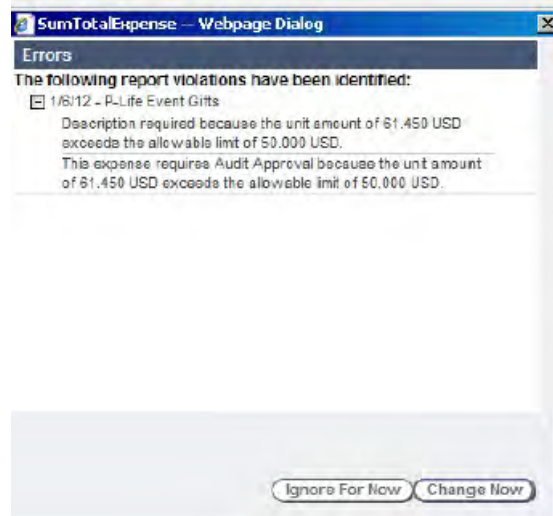 SumTotalExpense -- Webpage Dialog
Errors
The following report violations have been identified:
1/6/12 - P-Life Event Gifts
Description required because the unit amount of 61.450 USD
exceeds the allowable limit of 50.000 USD.
This expense requires Audit Approval because the unit amount
of 61.450 USD exceeds the allowable limit of 50.000 USD.
Ignore For Now Change Now